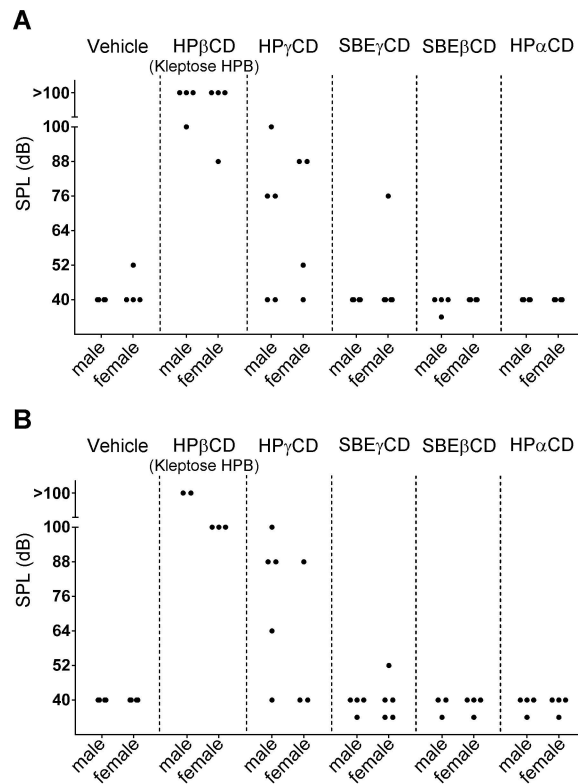 A
Vehicle HPβCD HPγCD SBEγCD SBEβCD HPαCD
(Kleptose HPB)
>100
100
88
76
64
52
40
SPL (dB)
male female male female male female male female male female male female
B
Vehicle HPβCD HPγCD SBEγCD SBEβCD HPαCD
(Kleptose HPB)
>100
100
88
76
64
52
40
SPL (dB)
male female male female male female male female male female male female